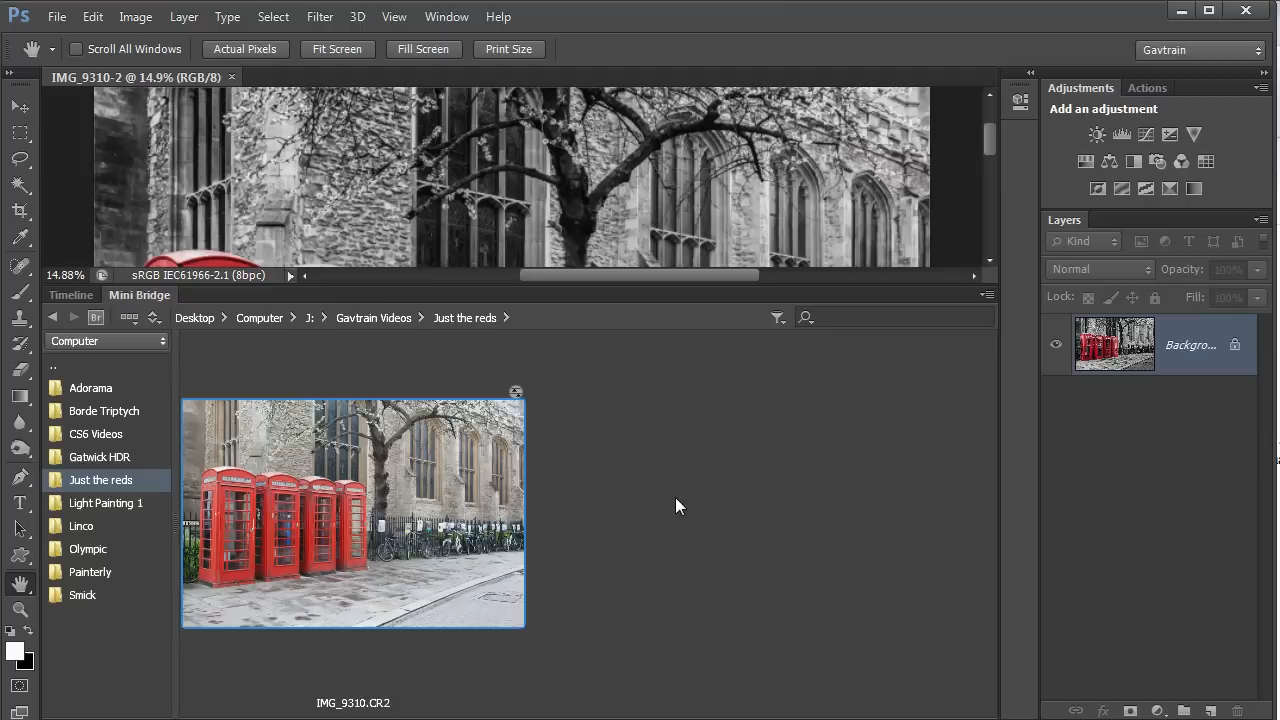 Ps File Edit Image Layer Type Select Filter 3D View Window Help
Scroll All Windows Actual Pixels Fit Screen Fill Screen Print Size Gavtrain
IMG_9310-2 @ 14.9% (RGB/8) ×
Adjustments Actions
Add an adjustment
Layers
Kind
Normal Opacity: 100%
Lock: Fill: 100%
Backgro...
14.88% sRGB IEC61966-2.1 (8bpc)
Timeline Mini Bridge
Br Desktop Computer J: Gavtrain Videos Just the reds
Computer
..
Adorama
Borde Triptych
CS6 Videos
Gatwick HDR
Just the reds
Light Painting 1
Linco
Olympic
Painterly
Smick
IMG_9310.CR2